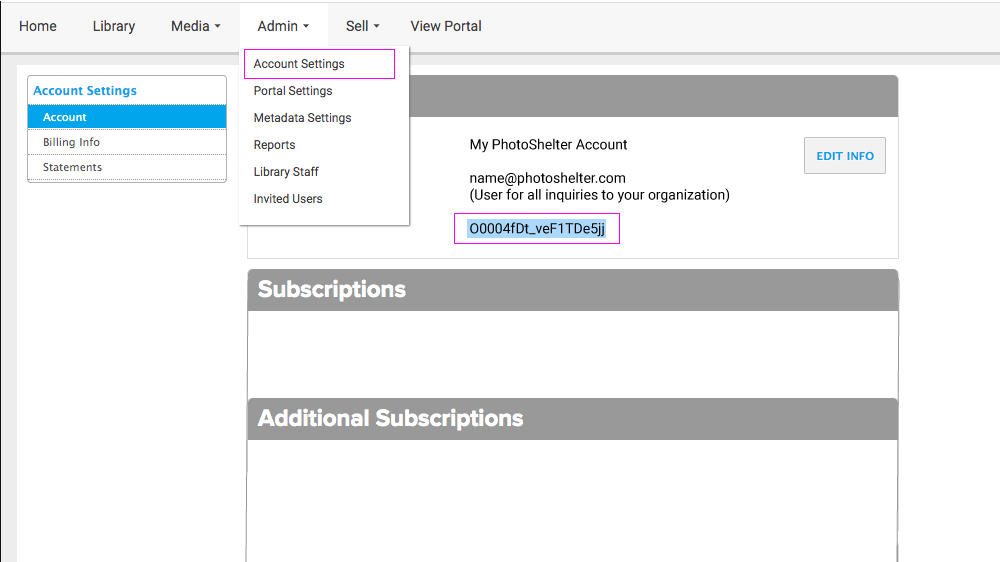 Home Library Media Admin Sell View Portal
Account Settings
Portal Settings
Metadata Settings
Reports
Library Staff
Invited Users
Account Settings
Account
Billing Info
Statements
My PhotoShelter Account
EDIT INFO
name@photoshelter.com
(User for all inquiries to your organization)
O0004fDt_veF1TDe5jj
Subscriptions
Additional Subscriptions